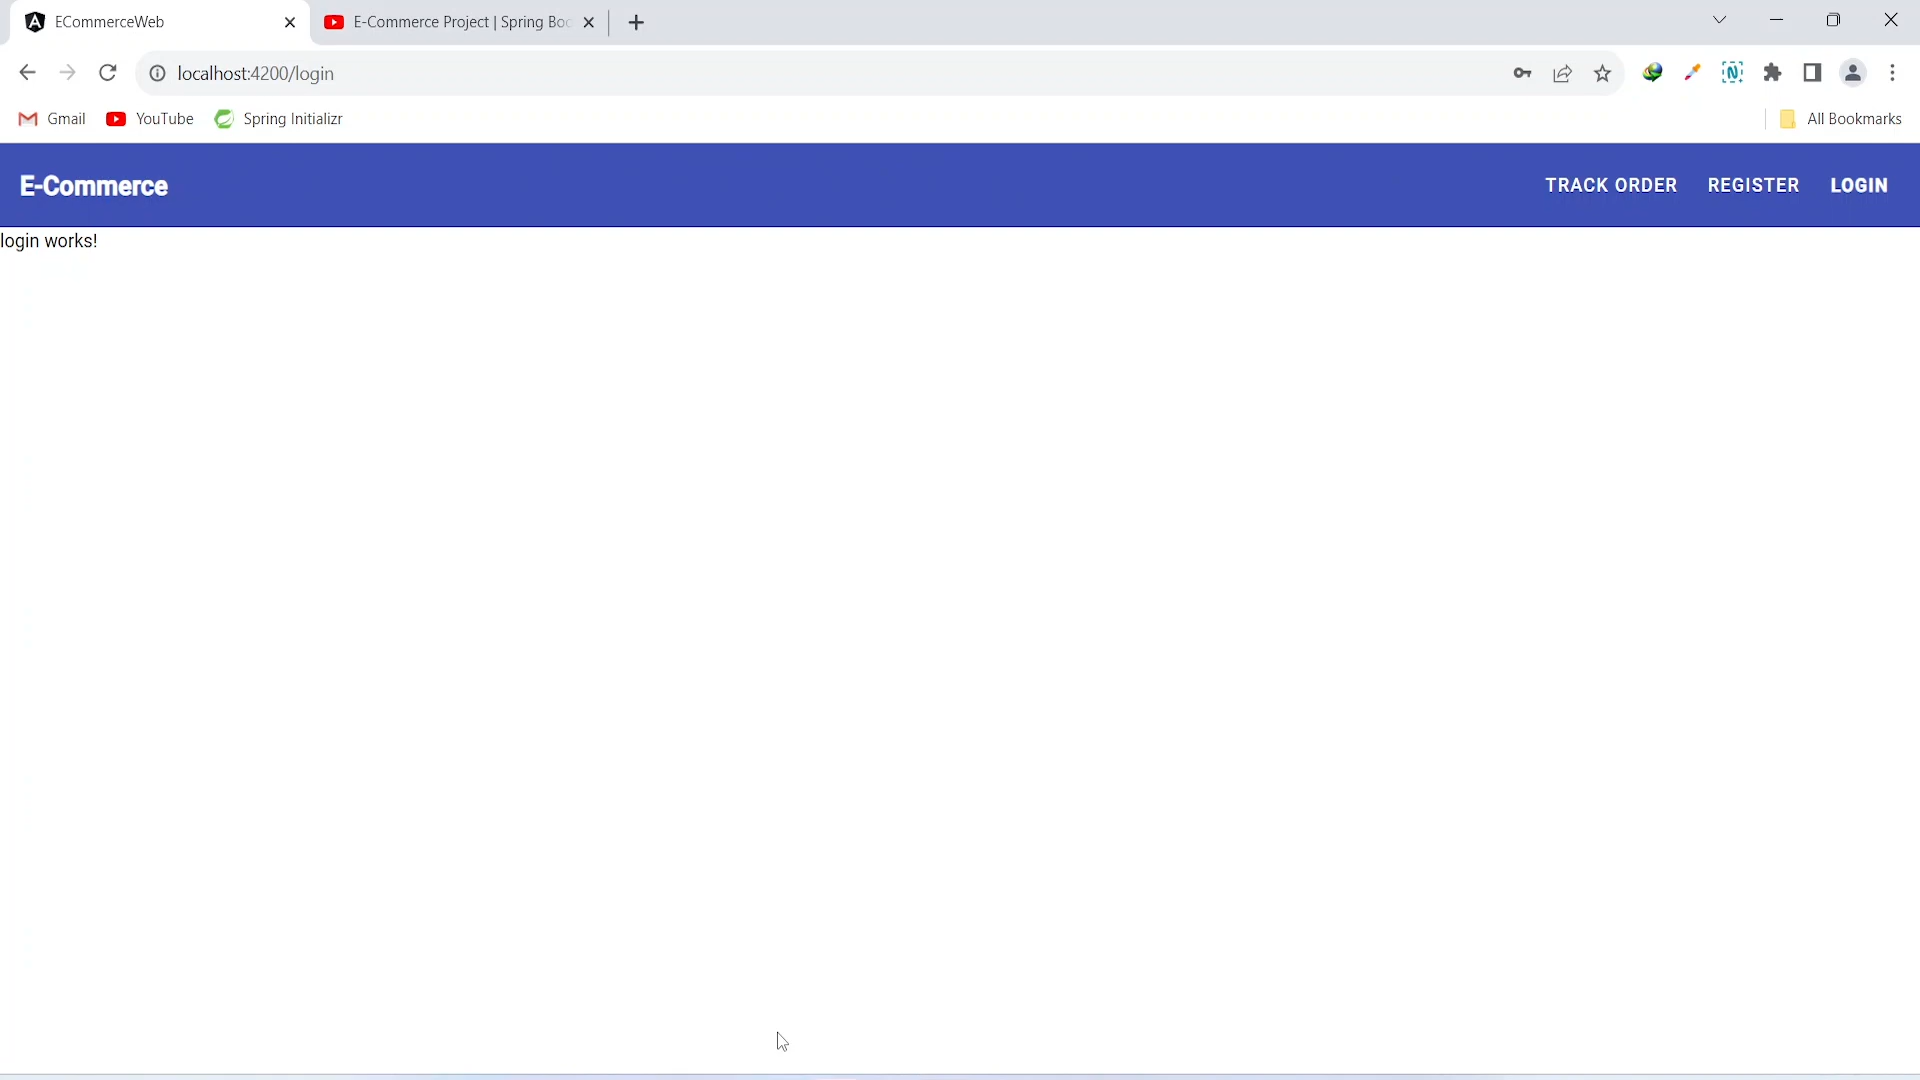 ECommerceWeb
E-Commerce Project | Spring Boo
localhost:4200/login
Gmail YouTube Spring Initializr All Bookmarks
E-Commerce TRACK ORDER REGISTER LOGIN
login works!